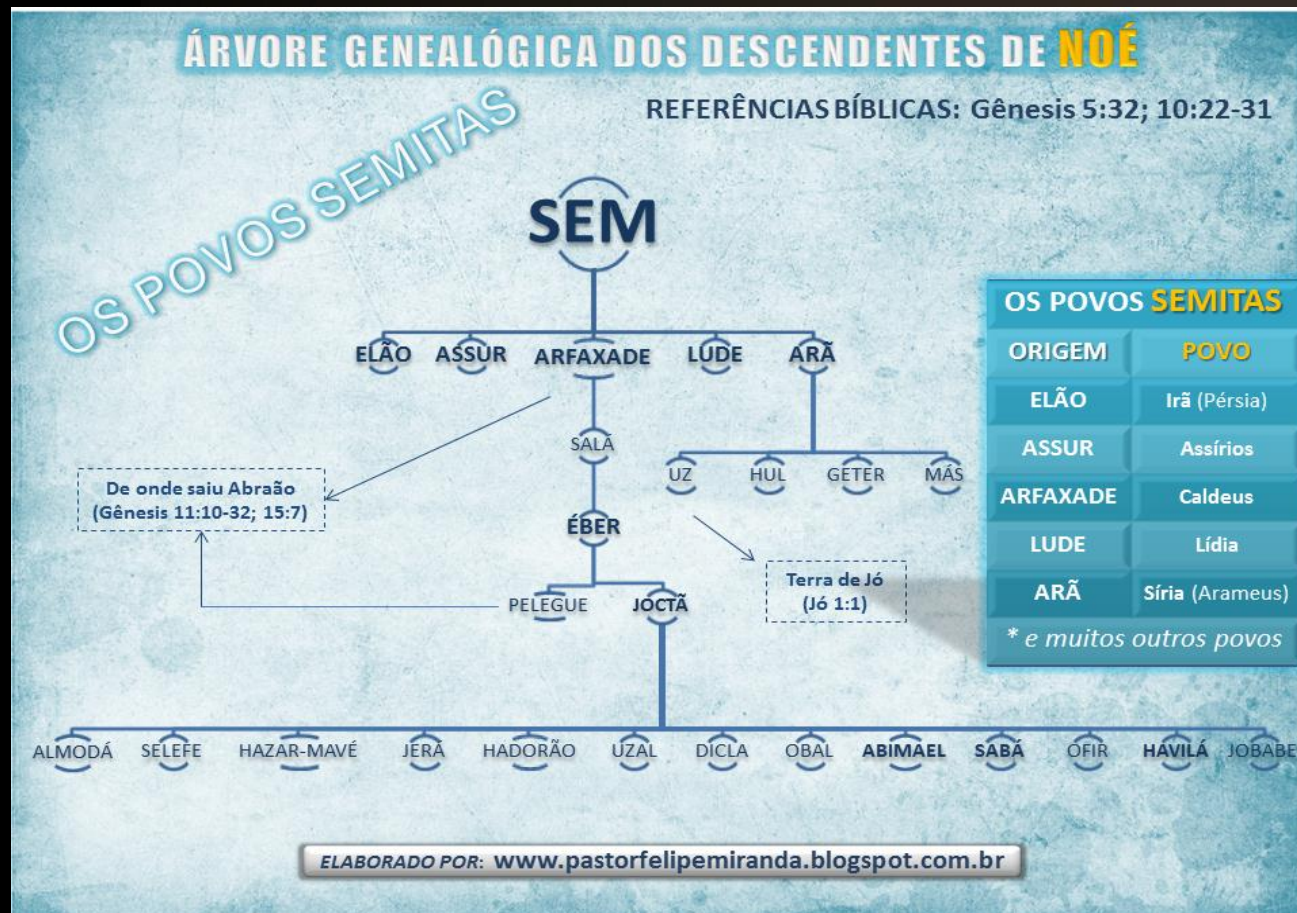 ÁRVORE GENEALÓGICA DOS DESCENDENTES DE NOÉ
REFERÊNCIAS BÍBLICAS: Gênesis 5:32; 10:22-31
OS POVOS SEMITAS
SEM
ELÃO ASSUR ARFAXADE LUDE ARÃ
SALÃ
UZ HUL GETER MÁS
De onde saiu Abraão
(Gênesis 11:10-32; 15:7)
ÉBER
PELEGUE JOCTÃ
Terra de Jó
(Jó 1:1)
ALMODÁ SELEFE HAZAR-MAVÉ JERÁ HADORÃO UZAL DICLA OBAL ABIMAEL SABÁ OFIR HAVILÁ JOBABE
OS POVOS SEMITAS
ORIGEM POVO
ELÃO Irã (Pérsia)
ASSUR Assírios
ARFAXADE Caldeus
LUDE Lídia
ARÃ Síria (Arameus)
* e muitos outros povos
ELABORADO POR: www.pastorfelipemiranda.blogspot.com.br